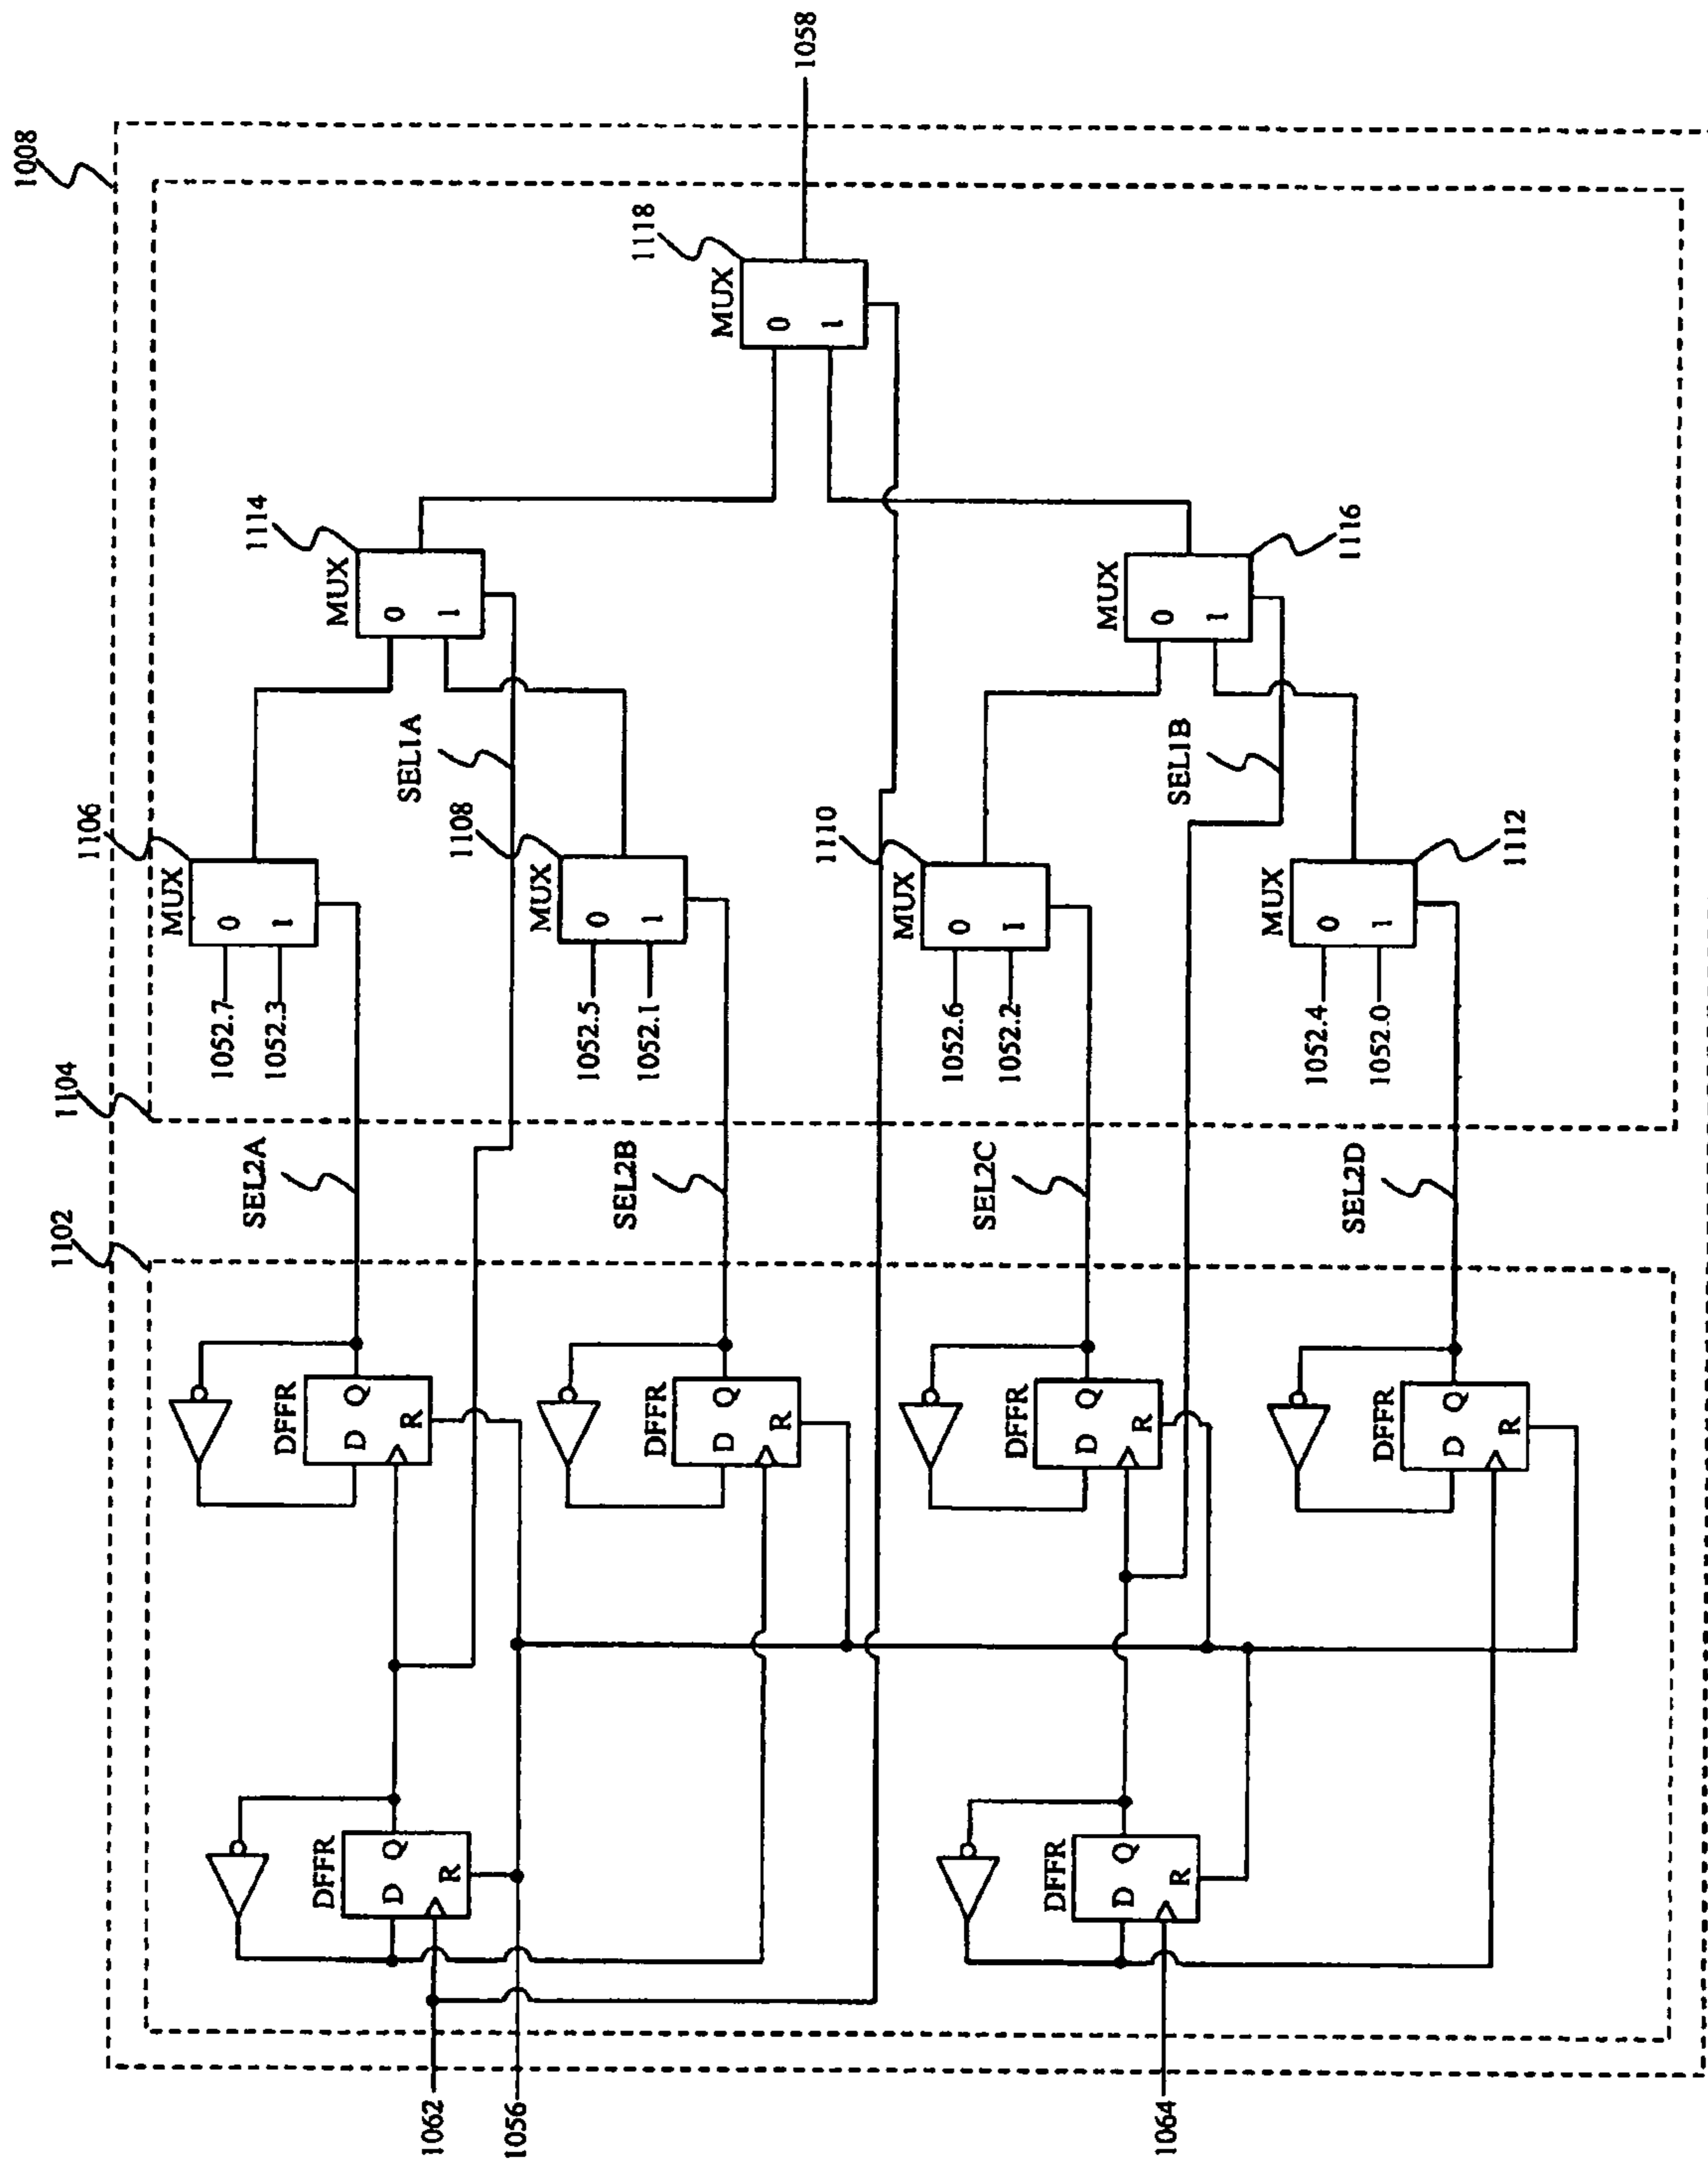 1008
1102
1104
1106
MUX
0
1
1052.7
1052.3
SEL2A
DFFR
D
Q
R
DFFR
D
Q
R
1062
1056
1114
MUX
0
1
SEL1A
1108
MUX
0
1
1052.5
1052.1
SEL2B
DFFR
D
Q
R
1118
MUX
0
1
1058
1110
MUX
0
1
1052.6
1052.2
SEL2C
DFFR
D
Q
R
DFFR
D
Q
R
1064
MUX
0
1
1116
SEL1B
MUX
0
1
1112
1052.4
1052.0
SEL2D
DFFR
D
Q
R